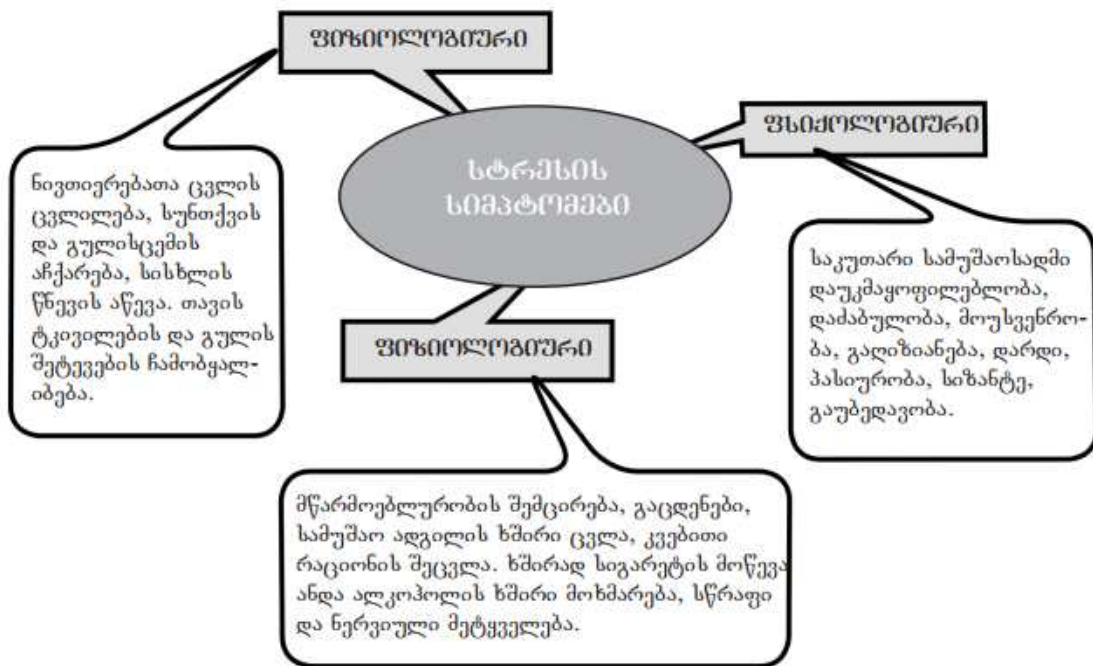 ფიზიოლოგიური
ფსიქოლოგიური
სტრესის
სიმპტომები
ნივთიერებათა ცვლის
ცვლილება, სუნთქვის
და გულისცემის
აჩქარება, სისხლის
წნევის აწევა. თავის
ტკივილების და გულის
შეტევების ჩამობყალ-
იბება.
საკუთარი სამუშაოსადმი
დაუკმაყოფილებლობა,
დაძაბულობა, მოუსვენრო-
ბა, გაღიზიანება, დარდი,
პასიურობა, სიზანტე,
გაუბედავობა.
ფიზიოლოგიური
მწარმოებლურობის შემცირება, გაცდენები,
სამუშაო ადგილის ხშირი ცვლა, კვებითი
რაციონის შეცვლა. ხშირად სიგარეტის მოწევა
ანდა ალკოჰოლის ხშირი მოხმარება, სწრაფი
და ნერვიული მეტყველება.